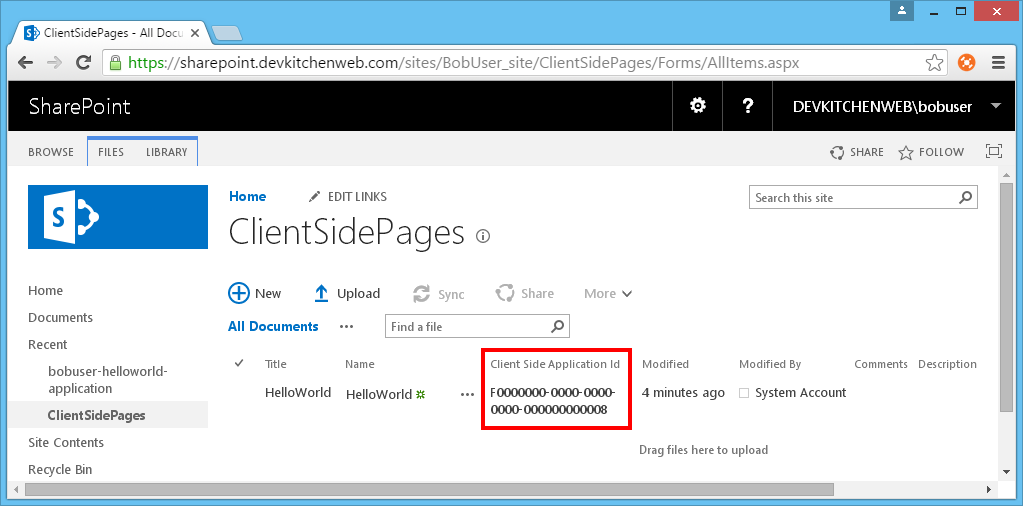 ClientSidePages - All Docu
https://sharepoint.devkitchenweb.com/sites/BobUser_site/ClientSidePages/Forms/AllItems.aspx
SharePoint
?
DEVKITCHENWEB\bobuser
BROWSE
FILES
LIBRARY
SHARE
FOLLOW
S
Home
EDIT LINKS
Search this site
ClientSidePages
Home
Documents
Recent
bobuser-helloworld-
application
ClientSidePages
Site Contents
Recycle Bin
New
Upload
Sync
Share
More
All Documents
Find a file
Title
Name
Client Side Application Id
Modified
Modified By
Comments
Description
HelloWorld
HelloWorld
F0000000-0000-0000-
0000-000000000008
4 minutes ago
System Account
Drag files here to upload